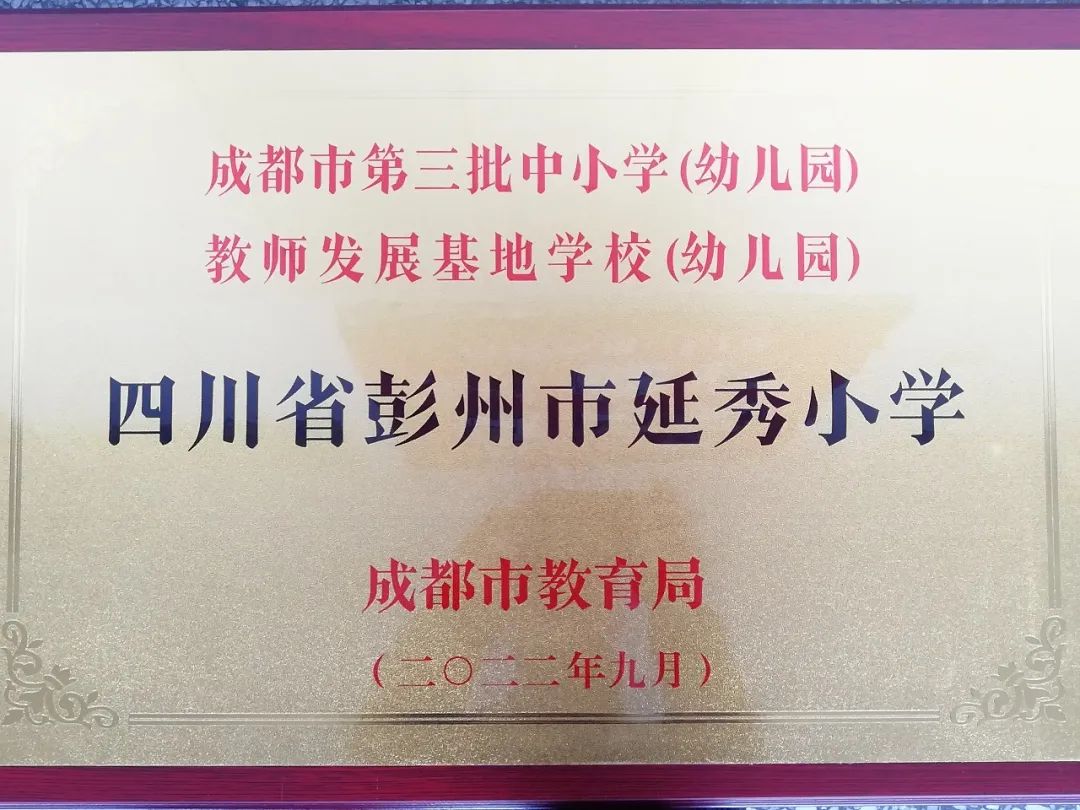 成都市第三批中小学(幼儿园)
教师发展基地学校(幼儿园)
四川省彭州市延秀小学
成都市教育局
(二〇二二年九月)